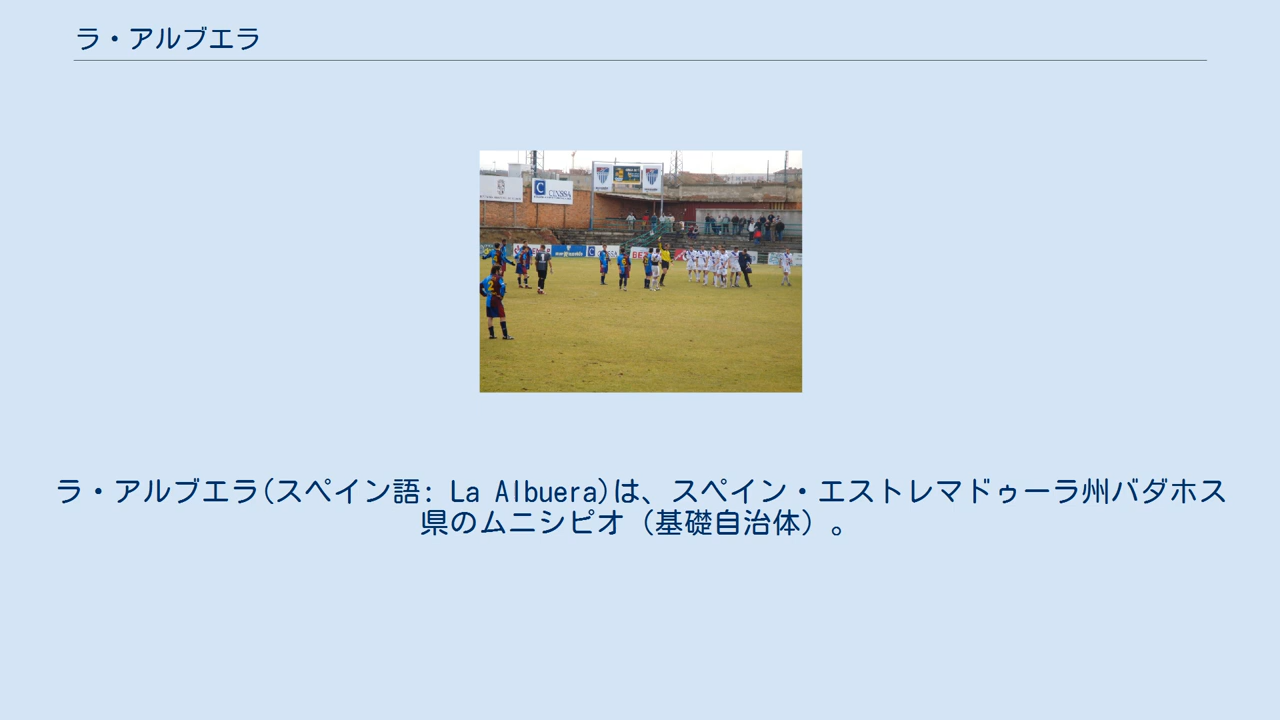 ラ・アルブエラ
CINSSA
ラ・アルブエラ(スペイン語: La Albuera)は、スペイン・エストレマドゥーラ州バダホス
県のムニシピオ（基礎自治体）。